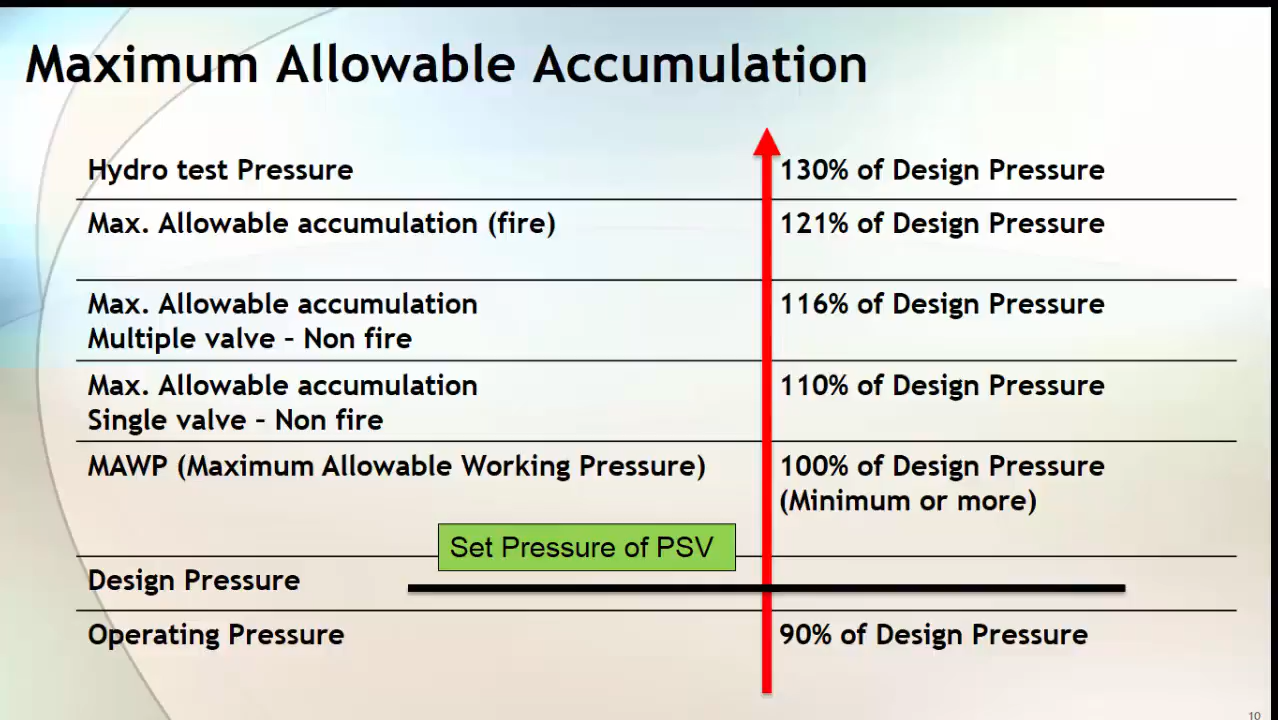 Maximum Allowable Accumulation
Hydro test Pressure 130% of Design Pressure
Max. Allowable accumulation (fire) 121% of Design Pressure
Max. Allowable accumulation 116% of Design Pressure
Multiple valve – Non fire
Max. Allowable accumulation 110% of Design Pressure
Single valve – Non fire
MAWP (Maximum Allowable Working Pressure) 100% of Design Pressure
(Minimum or more)
Set Pressure of PSV
Design Pressure
Operating Pressure 90% of Design Pressure
10